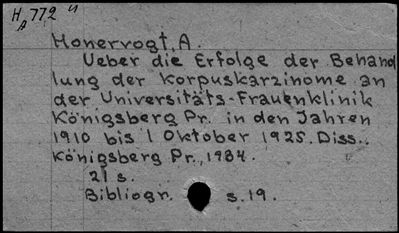 H 772 u
A
Honervogt, A.
Ueber die Erfolge der Behand
lung der Korpuskarzinome an
der Universitäts-Frauenklinik
Königsberg Pr. in den Jahren
1910 bis 1 Oktober 1925. Diss.
Königsberg Pr., 1934.
21 s.
Bibliogr. s.19.